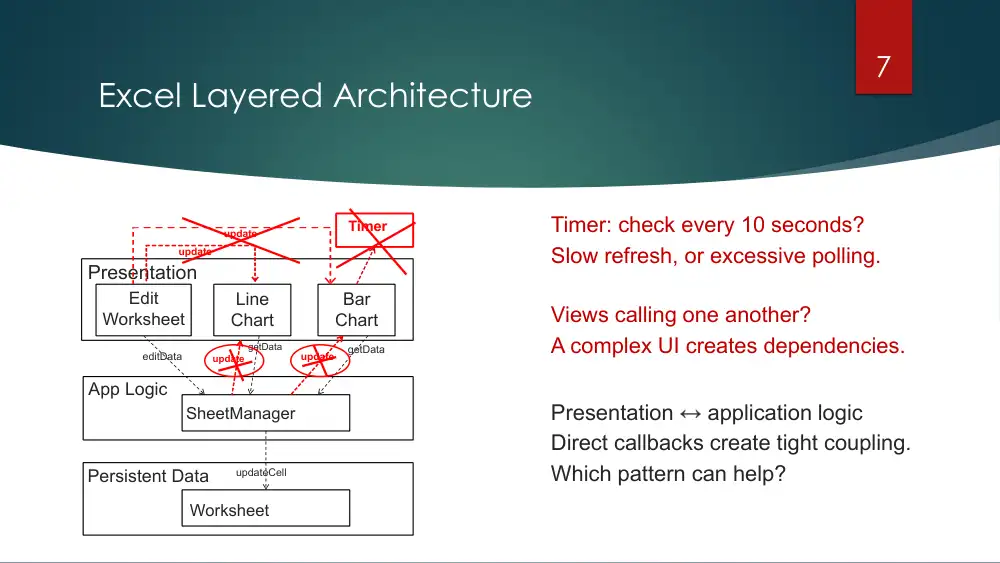 7
Excel Layered Architecture
Timer
update
update
Presentation
Edit
Worksheet
Line
Chart
Bar
Chart
editData
update
getData
update
getData
App Logic
SheetManager
Persistent Data
updateCell
Worksheet
Timer: check every 10 seconds?
Slow refresh, or excessive polling.
Views calling one another?
A complex UI creates dependencies.
Presentation ↔ application logic
Direct callbacks create tight coupling.
Which pattern can help?